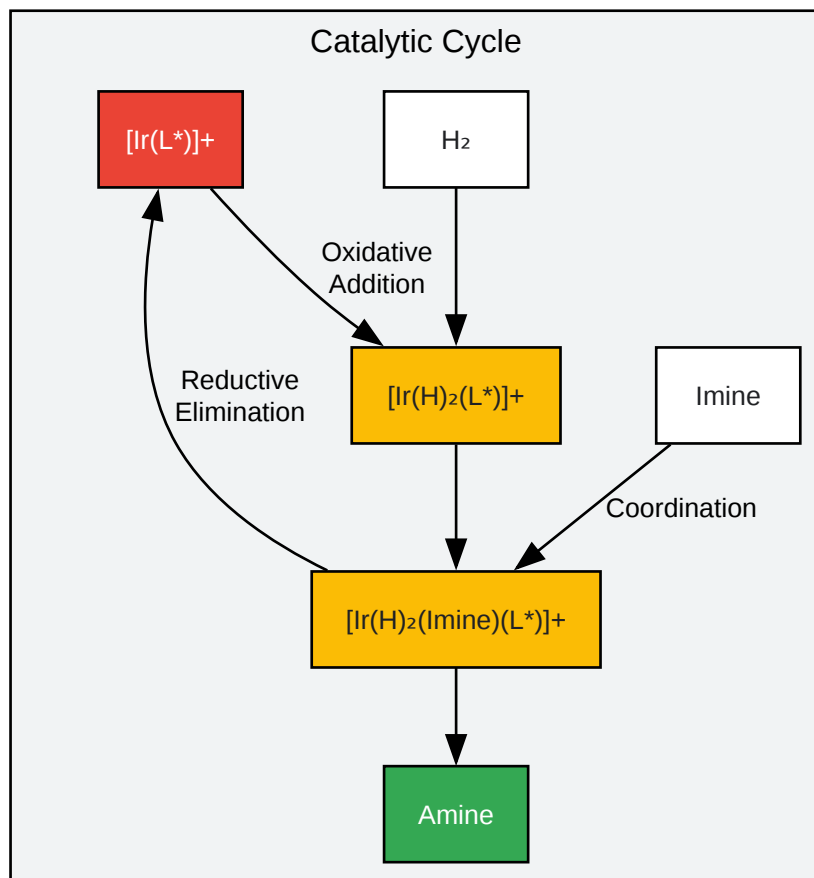 Catalytic Cycle
[Ir(L*)]+
H₂
Oxidative
Addition
[Ir(H)₂(L*)]+
Imine
Reductive
Elimination
Coordination
[Ir(H)₂(Imine)(L*)]+
Amine